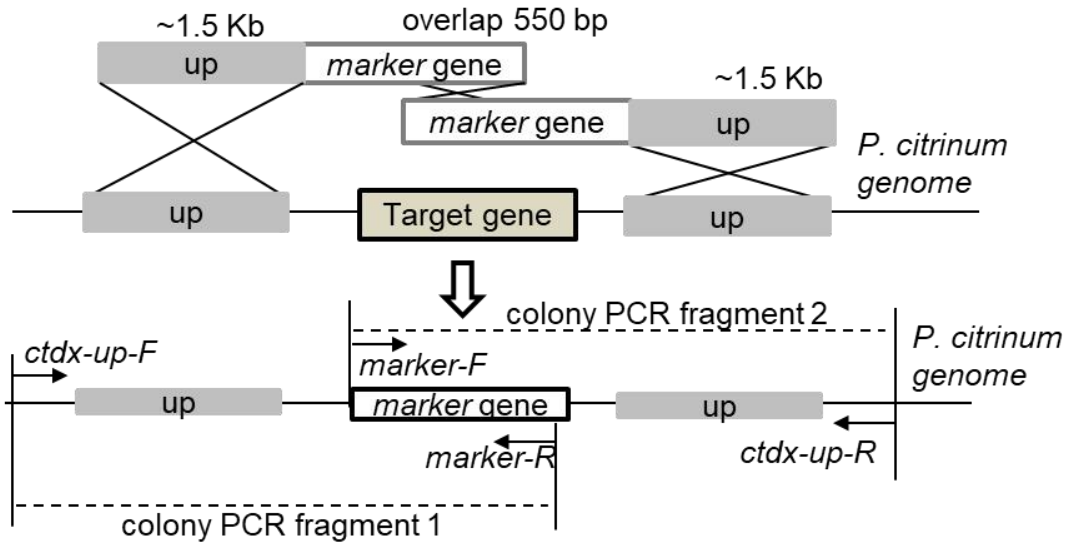 ~1.5 Kb
overlap 550 bp
up
marker gene
~1.5 Kb
marker gene
up
P. citrinum
genome
up
Target gene
up
colony PCR fragment 2
ctdx-up-F
marker-F
P. citrinum
genome
up
marker gene
up
marker-R
ctdx-up-R
colony PCR fragment 1